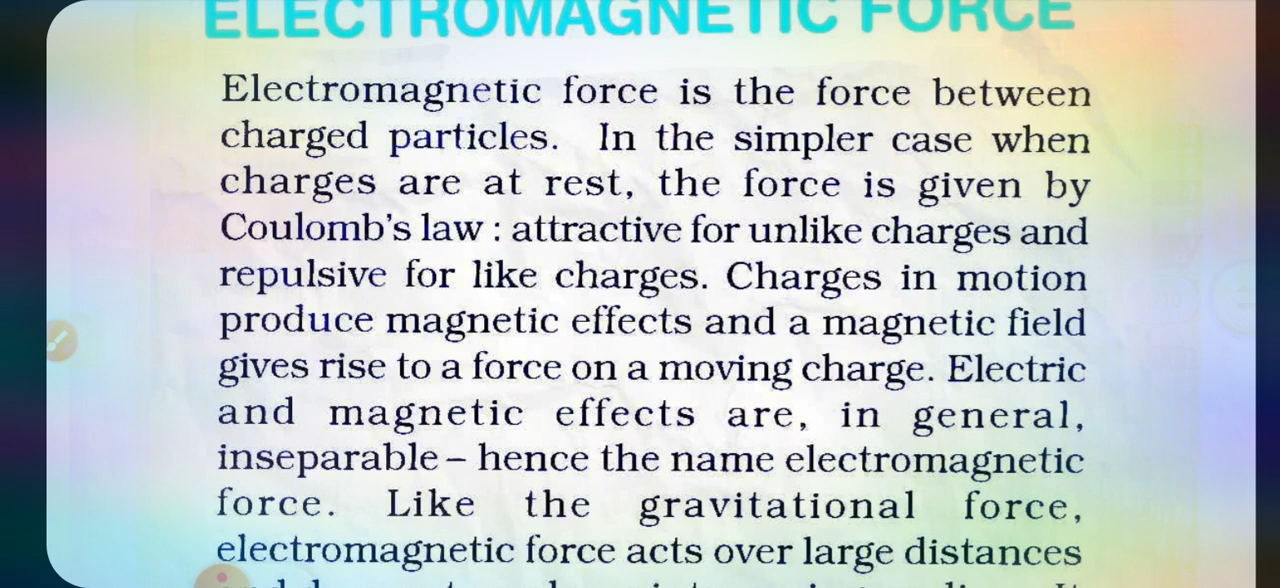 ELECTROMAGNETIC FORCE
Electromagnetic force is the force between
charged particles. In the simpler case when
charges are at rest, the force is given by
Coulomb's law : attractive for unlike charges and
repulsive for like charges. Charges in motion
produce magnetic effects and a magnetic field
gives rise to a force on a moving charge. Electric
and magnetic effects are, in general,
inseparable – hence the name electromagnetic
force. Like the gravitational force,
electromagnetic force acts over large distances